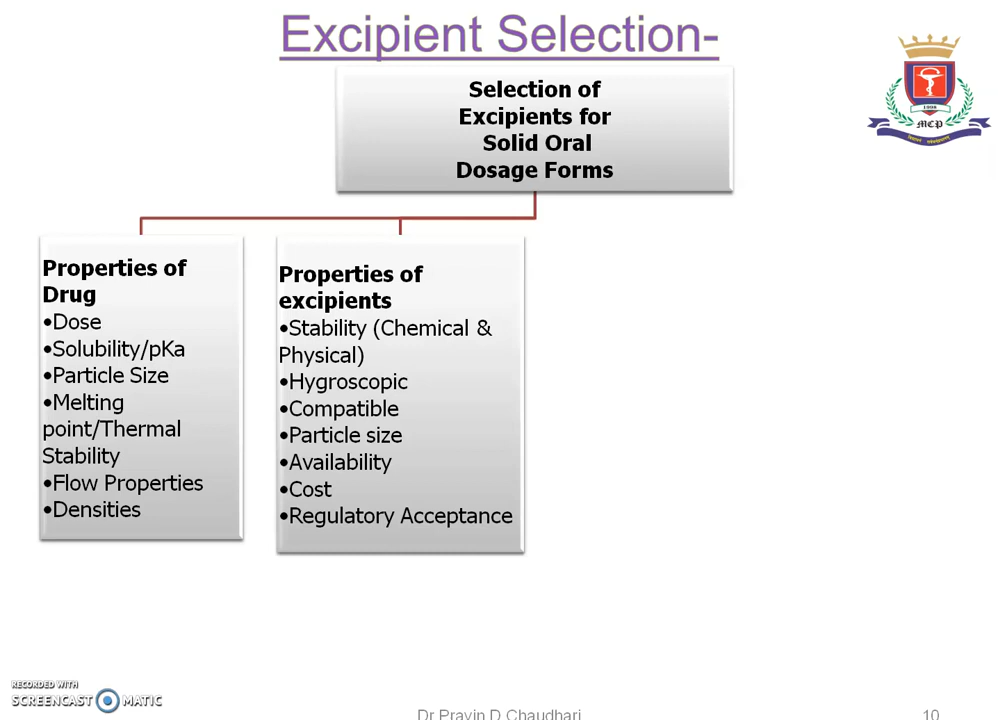 Excipient Selection-
Selection of
Excipients for
Solid Oral
Dosage Forms
Properties of
Drug
•Dose
•Solubility/pKa
•Particle Size
•Melting
point/Thermal
Stability
•Flow Properties
•Densities
Properties of
excipients
•Stability (Chemical &
Physical)
•Hygroscopic
•Compatible
•Particle size
•Availability
•Cost
•Regulatory Acceptance
1998
MCP
RECORDED WITH
SCREENCAST MATIC
Dr Pravin D Chaudhari
10